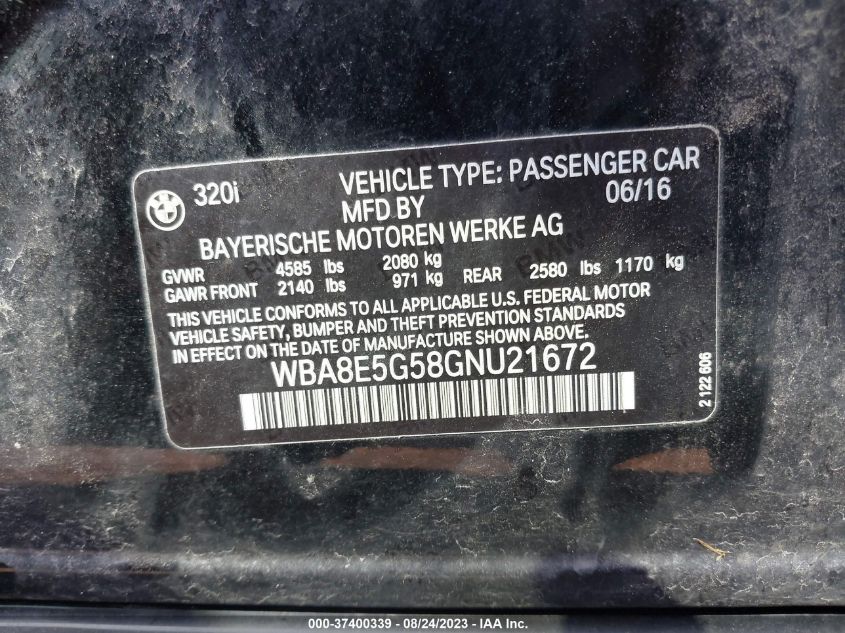 320i VEHICLE TYPE: PASSENGER CAR
MFD BY 06/16
BAYERISCHE MOTOREN WERKE AG
GVWR 4585 lbs 2080 kg
GAWR FRONT 2140 lbs 971 kg REAR 2580 lbs 1170 kg
THIS VEHICLE CONFORMS TO ALL APPLICABLE U.S. FEDERAL MOTOR
VEHICLE SAFETY, BUMPER AND THEFT PREVENTION STANDARDS
IN EFFECT ON THE DATE OF MANUFACTURE SHOWN ABOVE.
WBA8E5G58GNU21672
2 122 606
000-37400339 - 08/24/2023 - IAA Inc.